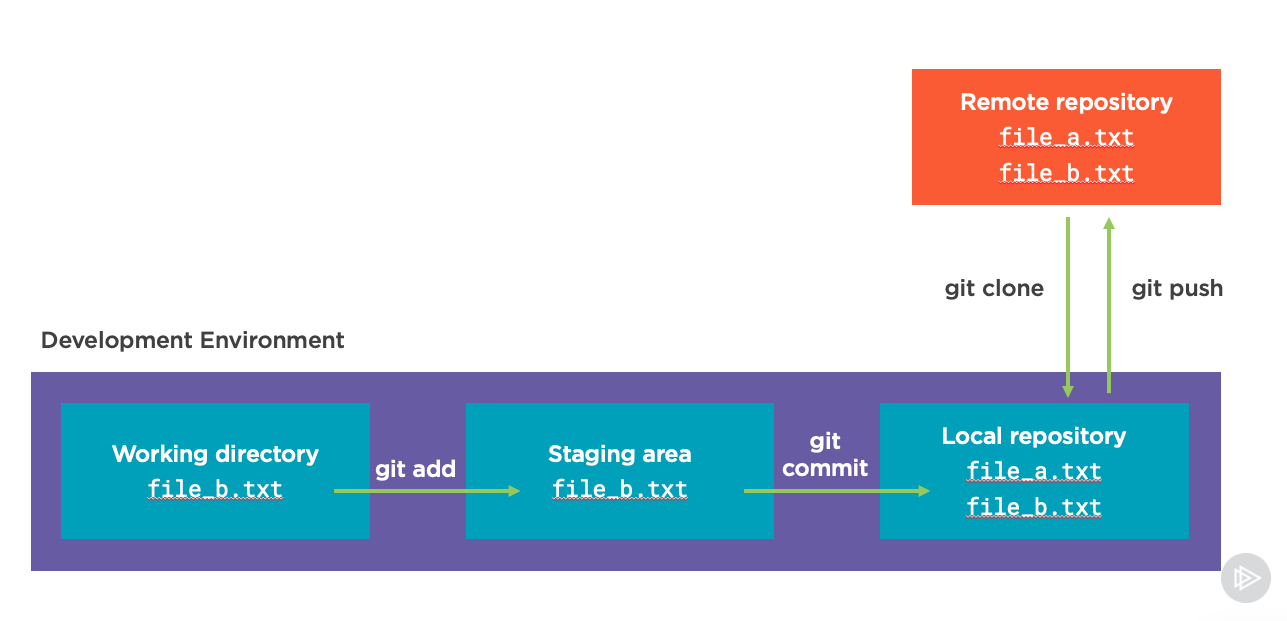 Remote repository
file_a.txt
file_b.txt
git clone
git push
Development Environment
Working directory
file_b.txt
git add
Staging area
file_b.txt
git
commit
Local repository
file_a.txt
file_b.txt